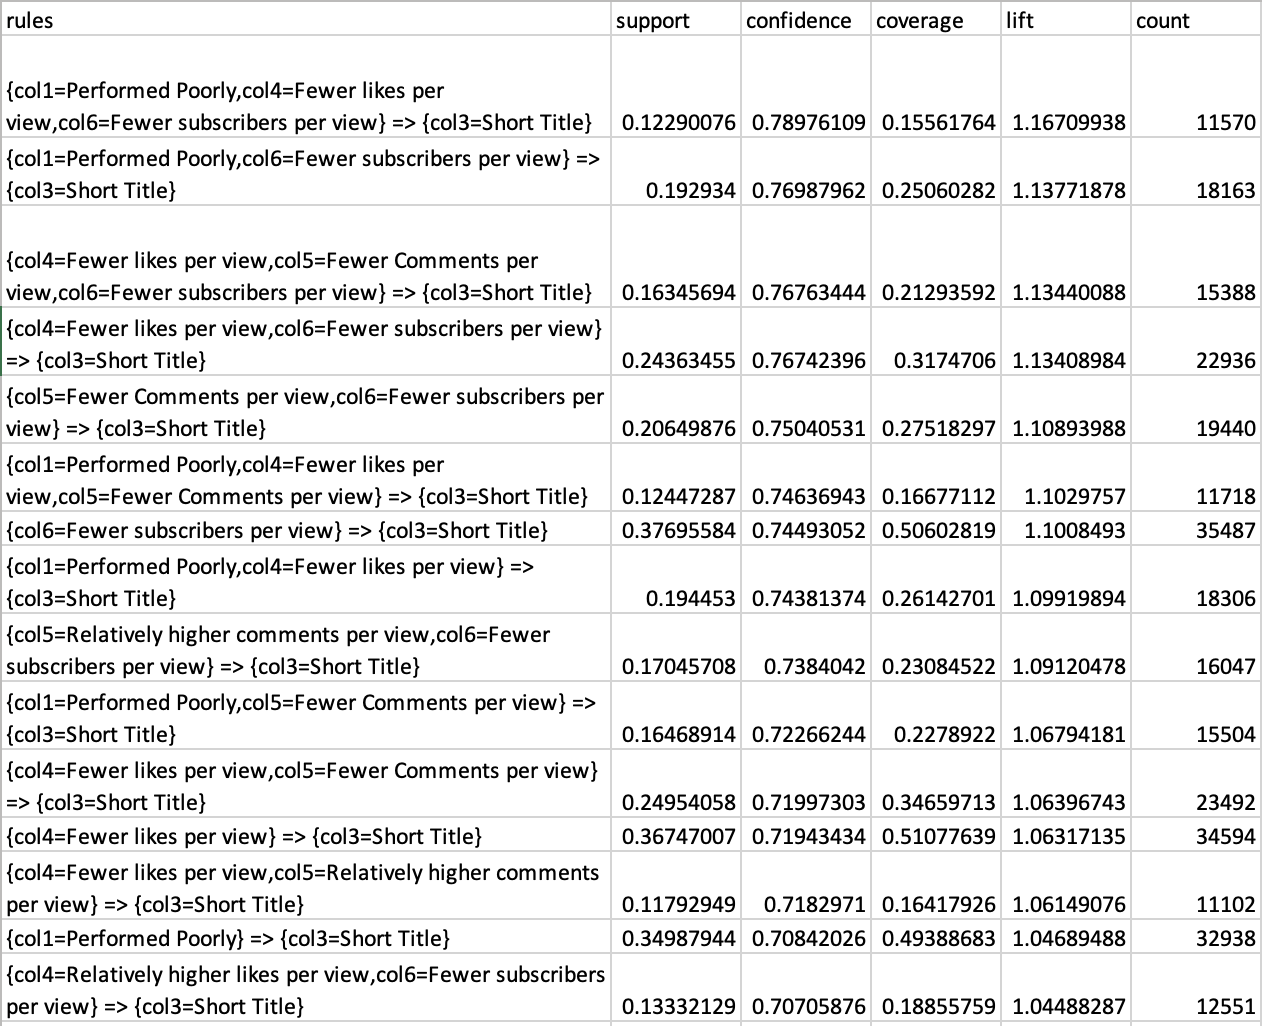 rules support confidence coverage lift count
{col1=Performed Poorly,col4=Fewer likes per
view,col6=Fewer subscribers per view} => {col3=Short Title} 0.12290076 0.78976109 0.15561764 1.16709938 11570
{col1=Performed Poorly,col6=Fewer subscribers per view} =>
{col3=Short Title} 0.192934 0.76987962 0.25060282 1.13771878 18163
{col4=Fewer likes per view,col5=Fewer Comments per
view,col6=Fewer subscribers per view} => {col3=Short Title} 0.16345694 0.76763444 0.21293592 1.13440088 15388
{col4=Fewer likes per view,col6=Fewer subscribers per view}
=> {col3=Short Title} 0.24363455 0.76742396 0.3174706 1.13408984 22936
{col5=Fewer Comments per view,col6=Fewer subscribers per
view} => {col3=Short Title} 0.20649876 0.75040531 0.27518297 1.10893988 19440
{col1=Performed Poorly,col4=Fewer likes per
view,col5=Fewer Comments per view} => {col3=Short Title} 0.12447287 0.74636943 0.16677112 1.1029757 11718
{col6=Fewer subscribers per view} => {col3=Short Title} 0.37695584 0.74493052 0.50602819 1.1008493 35487
{col1=Performed Poorly,col4=Fewer likes per view} =>
{col3=Short Title} 0.194453 0.74381374 0.26142701 1.09919894 18306
{col5=Relatively higher comments per view,col6=Fewer
subscribers per view} => {col3=Short Title} 0.17045708 0.7384042 0.23084522 1.09120478 16047
{col1=Performed Poorly,col5=Fewer Comments per view} =>
{col3=Short Title} 0.16468914 0.72266244 0.2278922 1.06794181 15504
{col4=Fewer likes per view,col5=Fewer Comments per view}
=> {col3=Short Title} 0.24954058 0.71997303 0.34659713 1.06396743 23492
{col4=Fewer likes per view} => {col3=Short Title} 0.36747007 0.71943434 0.51077639 1.06317135 34594
{col4=Fewer likes per view,col5=Relatively higher comments
per view} => {col3=Short Title} 0.11792949 0.7182971 0.16417926 1.06149076 11102
{col1=Performed Poorly} => {col3=Short Title} 0.34987944 0.70842026 0.49388683 1.04689488 32938
{col4=Relatively higher likes per view,col6=Fewer subscribers
per view} => {col3=Short Title} 0.13332129 0.70705876 0.18855759 1.04488287 12551